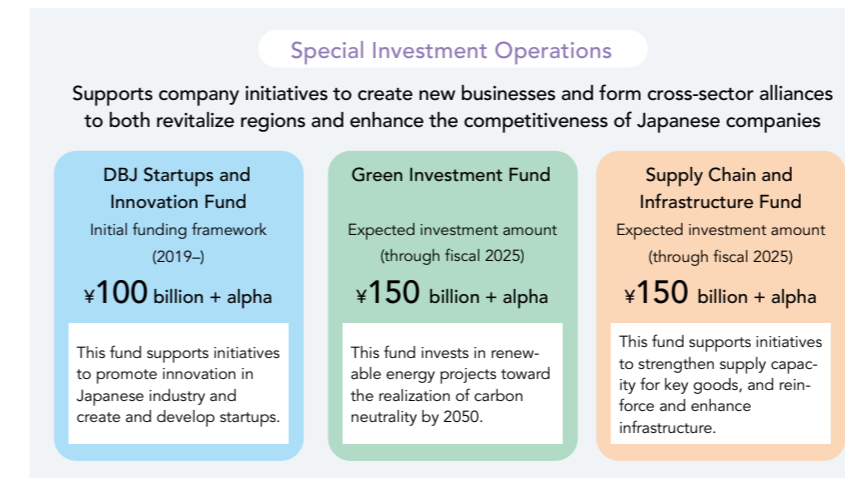 Special Investment Operations
Supports company initiatives to create new businesses and form cross-sector alliances
to both revitalize regions and enhance the competitiveness of Japanese companies
DBJ Startups and
Innovation Fund
Initial funding framework
(2019–)
¥100 billion + alpha
This fund supports initiatives
to promote innovation in
Japanese industry and
create and develop startups.
Green Investment Fund
Expected investment amount
(through fiscal 2025)
¥150 billion + alpha
This fund invests in renew-
able energy projects toward
the realization of carbon
neutrality by 2050.
Supply Chain and
Infrastructure Fund
Expected investment amount
(through fiscal 2025)
¥150 billion + alpha
This fund supports initiatives
to strengthen supply capac-
ity for key goods, and rein-
force and enhance
infrastructure.